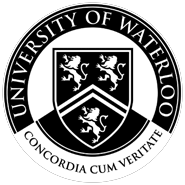 UNIVERSITY OF WATERLOO
CONCORDIA CUM VERITATE